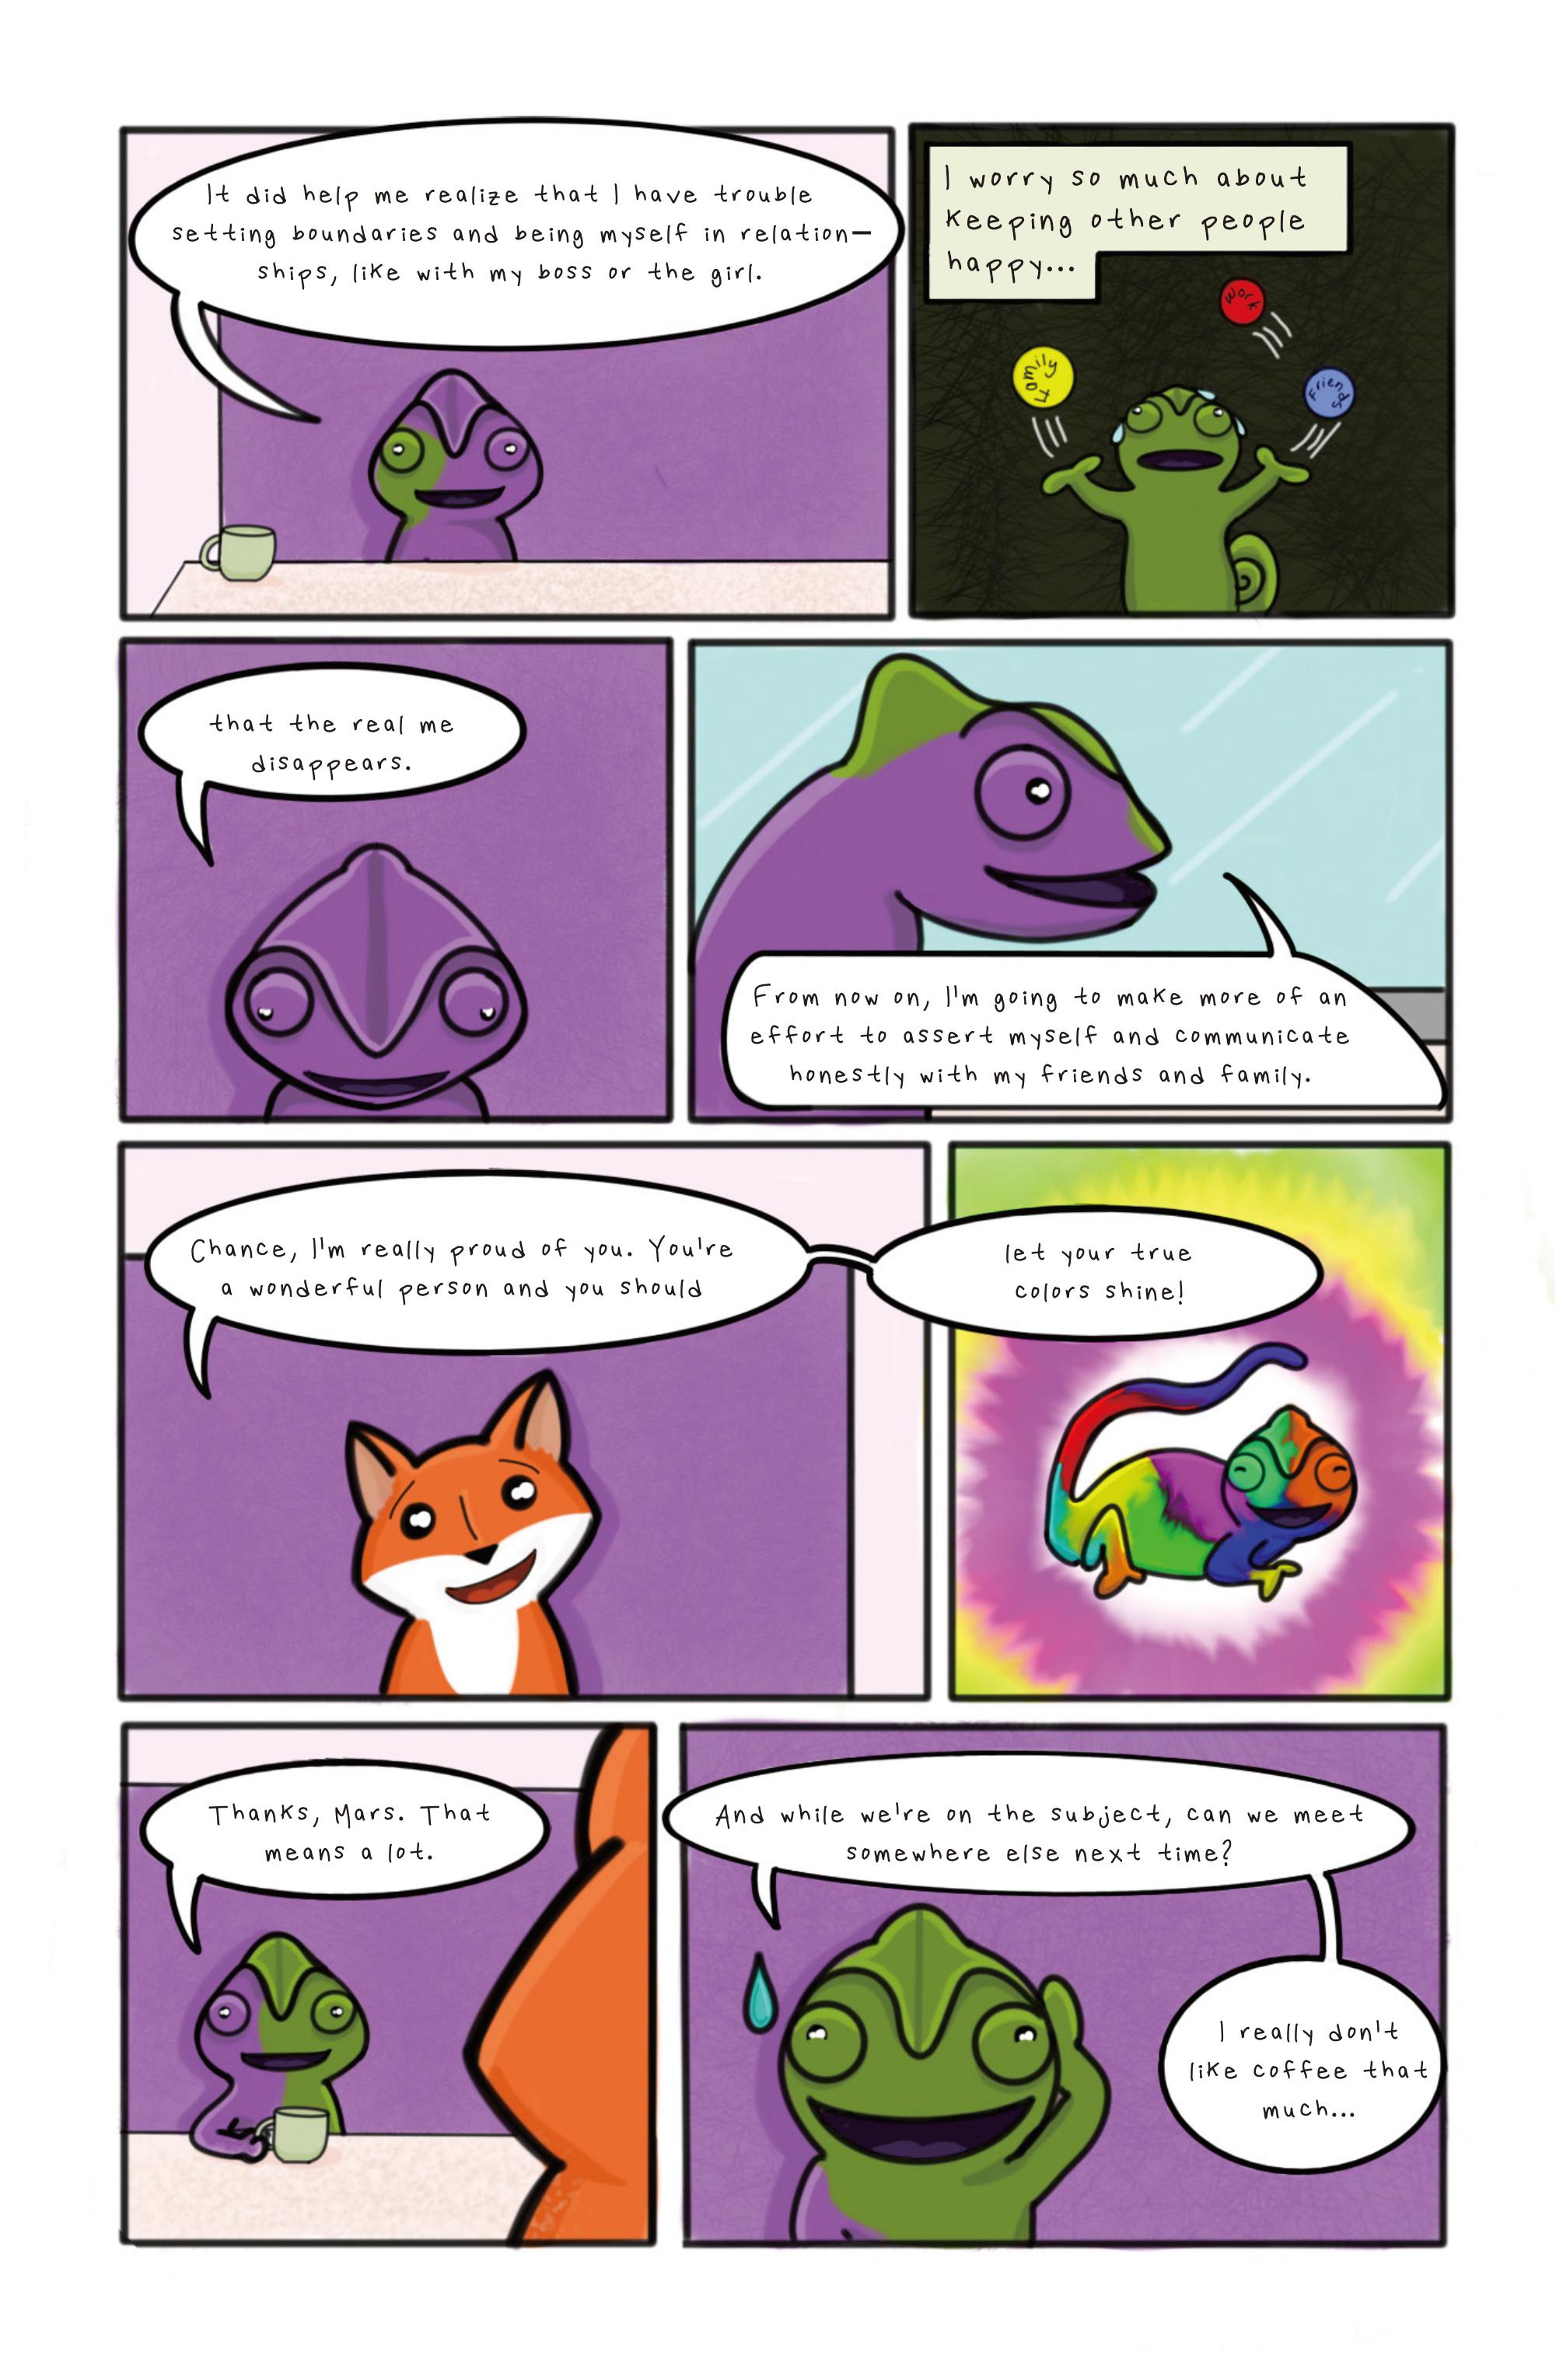 It did help me realize that I have trouble
setting boundaries and being myself in relation-
ships, like with my boss or the girl.
I worry so much about
keeping other people
happy...
Work
Family
Friends
that the real me
disappears.
From now on, I'm going to make more of an
effort to assert myself and communicate
honestly with my friends and family.
Chance, I'm really proud of you. You're
a wonderful person and you should
let your true
colors shine!
Thanks, Mars. That
means a lot.
And while we're on the subject, can we meet
somewhere else next time?
I really don't
like coffee that
much...